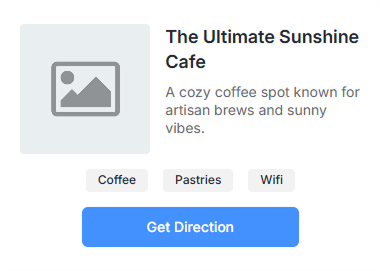 The Ultimate Sunshine
Cafe
A cozy coffee spot known for
artisan brews and sunny
vibes.
Coffee
Pastries
Wifi
Get Direction